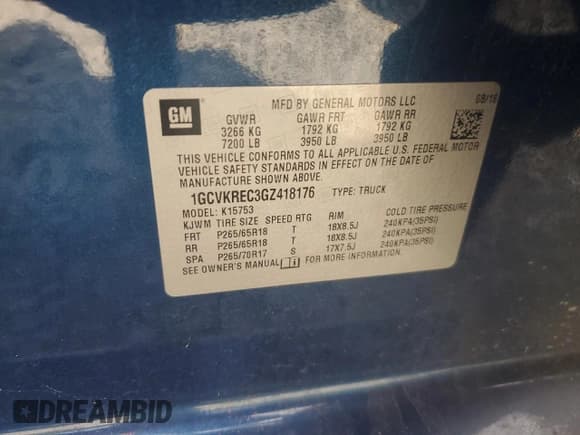 GM
MFD BY GENERAL MOTORS LLC 08/16
GVWR GAWR FRT GAWR RR
3266 KG 1792 KG 1792 KG
7200 LB 3950 LB 3950 LB
THIS VEHICLE CONFORMS TO ALL APPLICABLE U.S. FEDERAL MOTOR
VEHICLE SAFETY STANDARDS IN EFFECT ON THE DATE OF
MANUFACTURE SHOWN ABOVE.
1GCVKREC3GZ418176 TYPE: TRUCK
MODEL: K15753
KJWM TIRE SIZE SPEED RTG RIM COLD TIRE PRESSURE
FRT P265/65R18 T 18X8.5J 240KPA(35PSI)
RR P265/65R18 T 18X8.5J 240KPA(35PSI)
SPA P265/70R17 S 17X7.5J 240KPA(35PSI)
SEE OWNER'S MANUAL FOR MORE INFORMATION.
DREAMBID